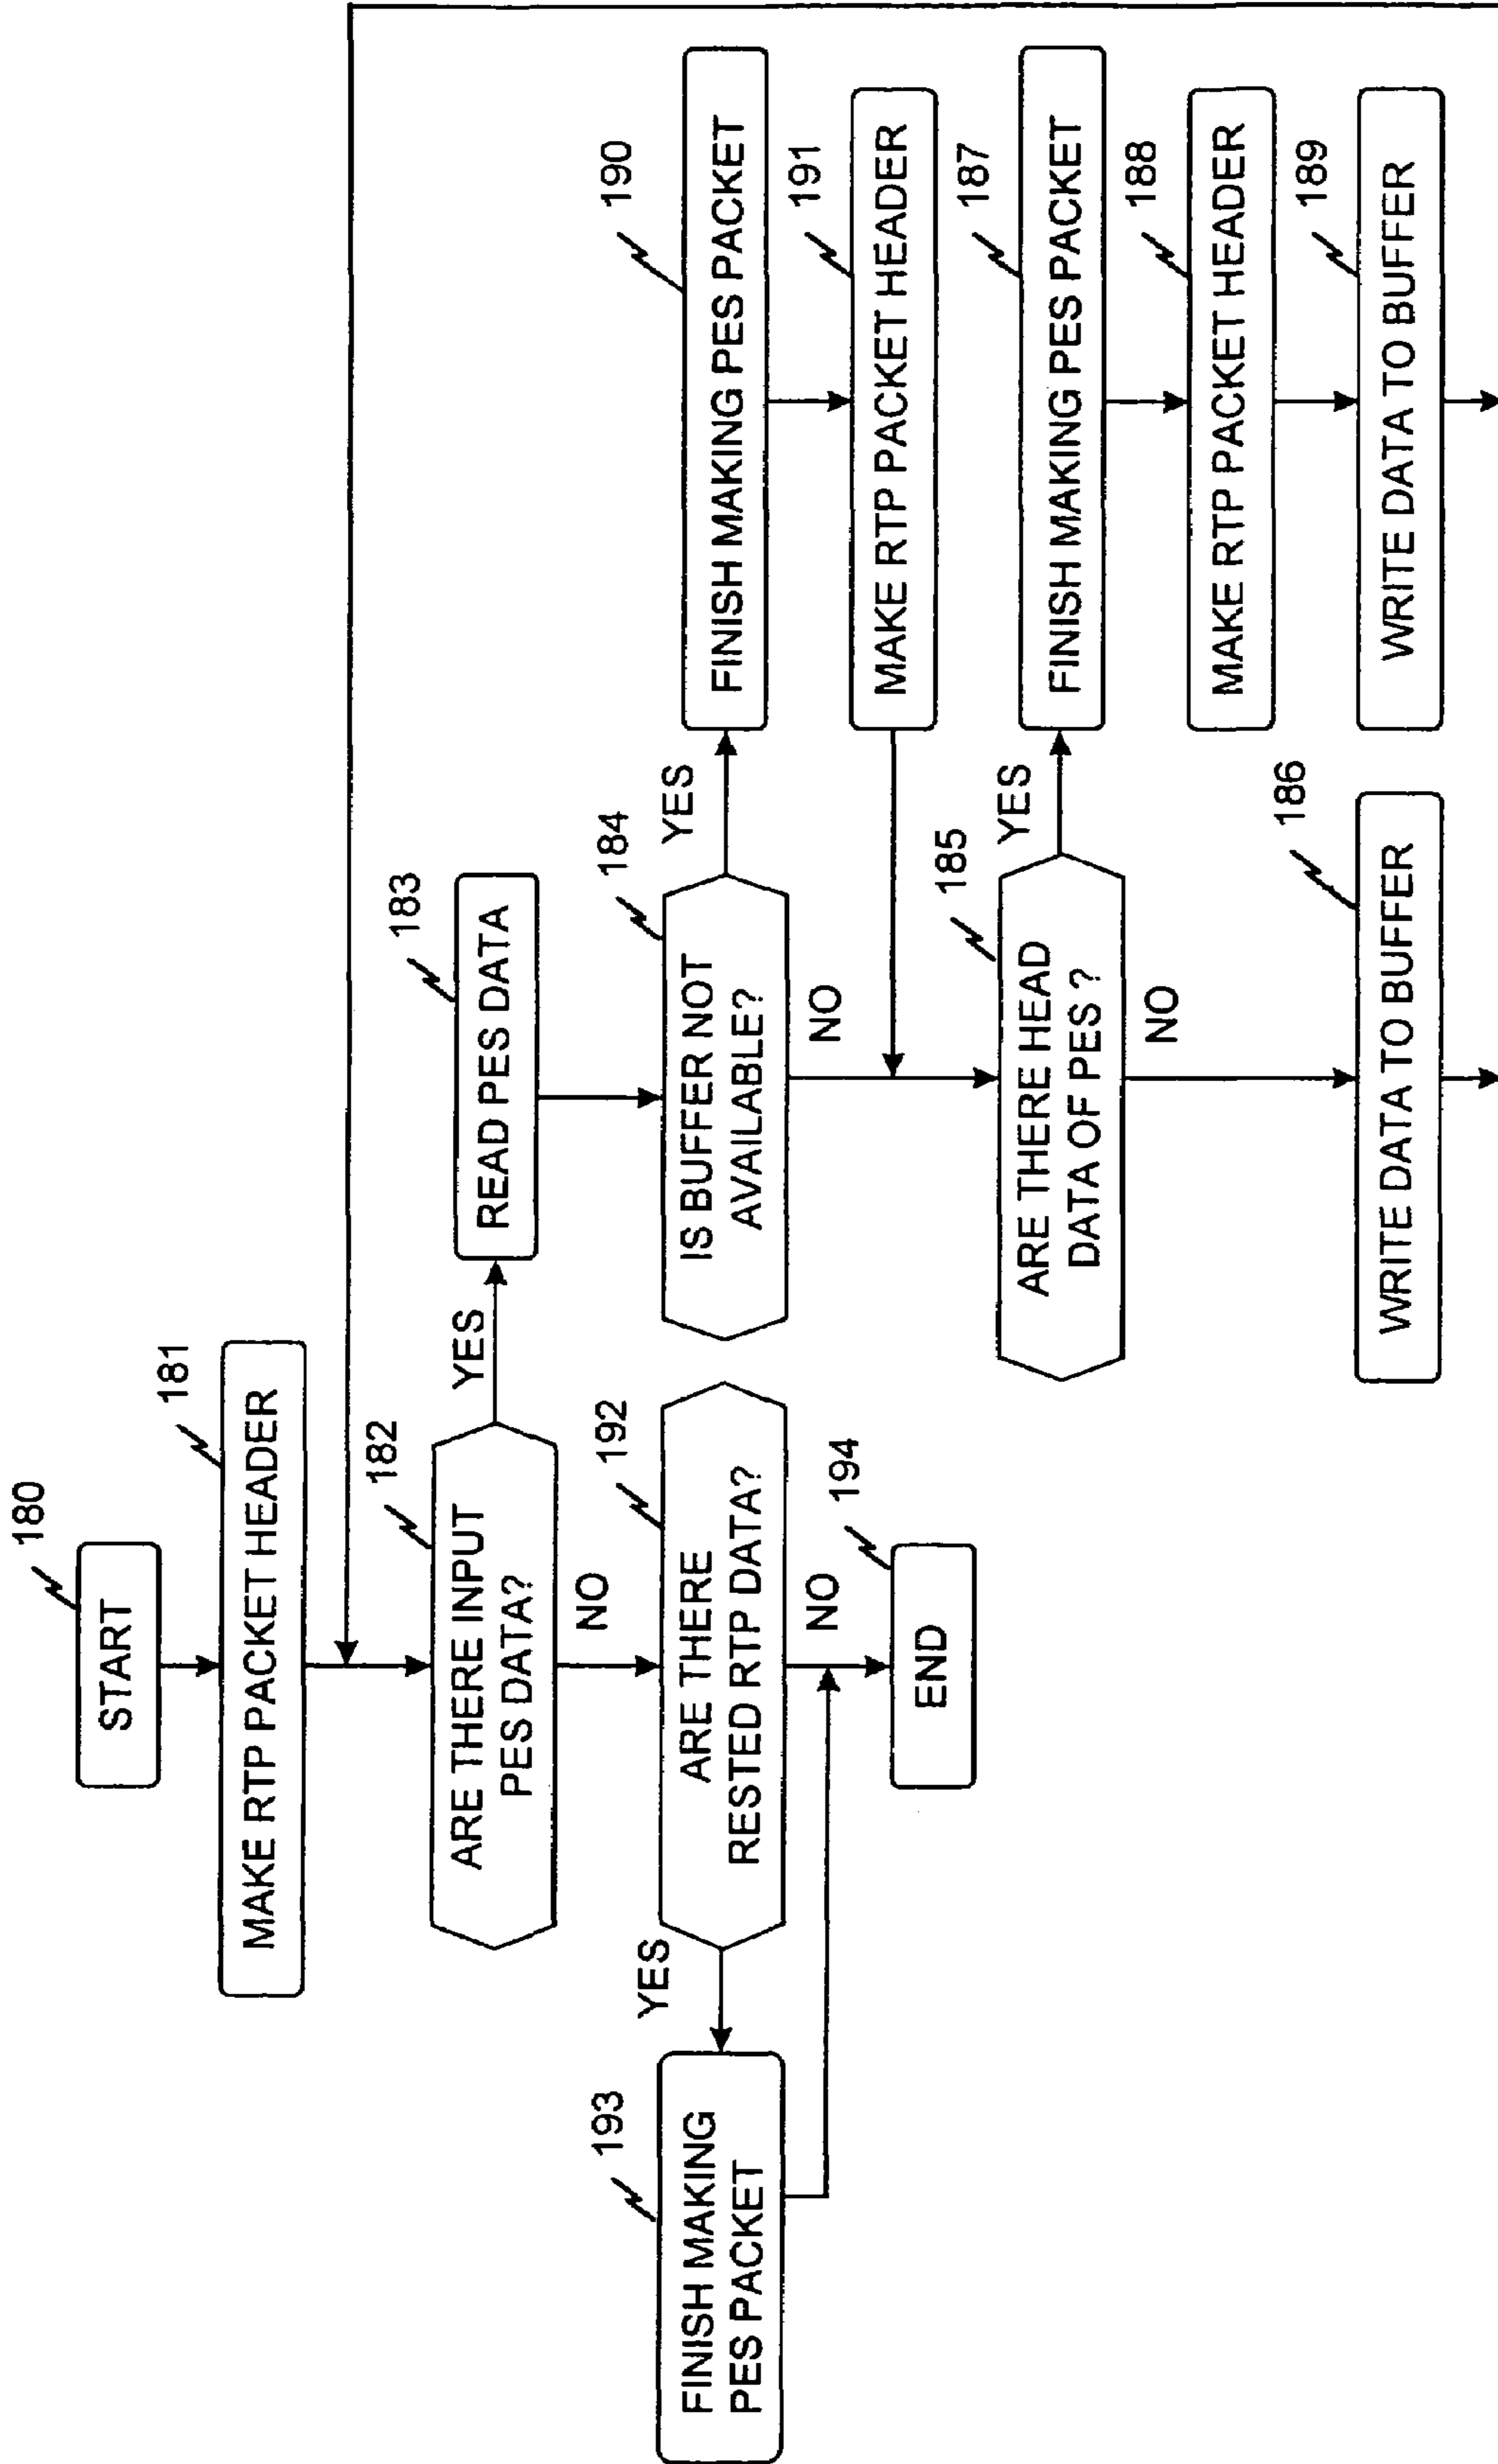 180
START
181
MAKE RTP PACKET HEADER
182
ARE THERE INPUT
PES DATA?
YES
NO
183
READ PES DATA
184
IS BUFFER NOT
AVAILABLE?
YES
NO
190
FINISH MAKING PES PACKET
191
MAKE RTP PACKET HEADER
185
ARE THERE HEAD
DATA OF PES ?
YES
NO
187
FINISH MAKING PES PACKET
188
MAKE RTP PACKET HEADER
189
WRITE DATA TO BUFFER
186
WRITE DATA TO BUFFER
192
ARE THERE
RESTED RTP DATA?
YES
NO
193
FINISH MAKING
PES PACKET
194
END